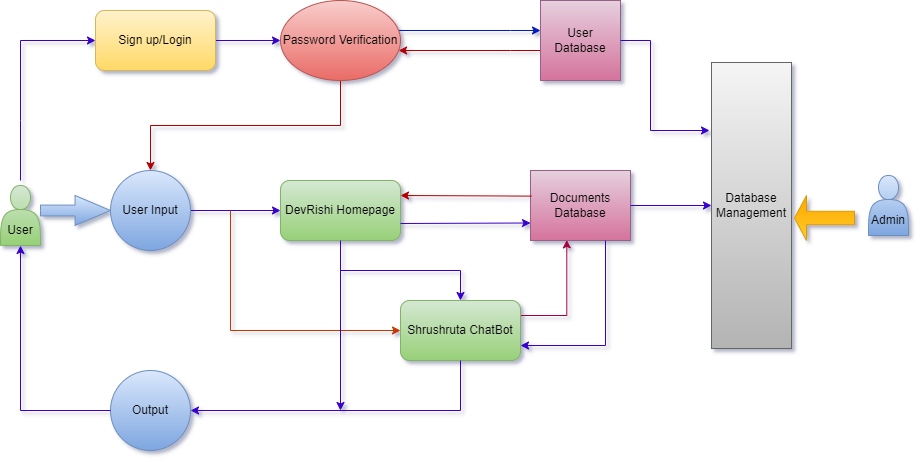 Sign up/Login
Password Verification
User
Database
User
User Input
DevRishi Homepage
Documents
Database
Database
Management
Admin
Shrushruta ChatBot
Output